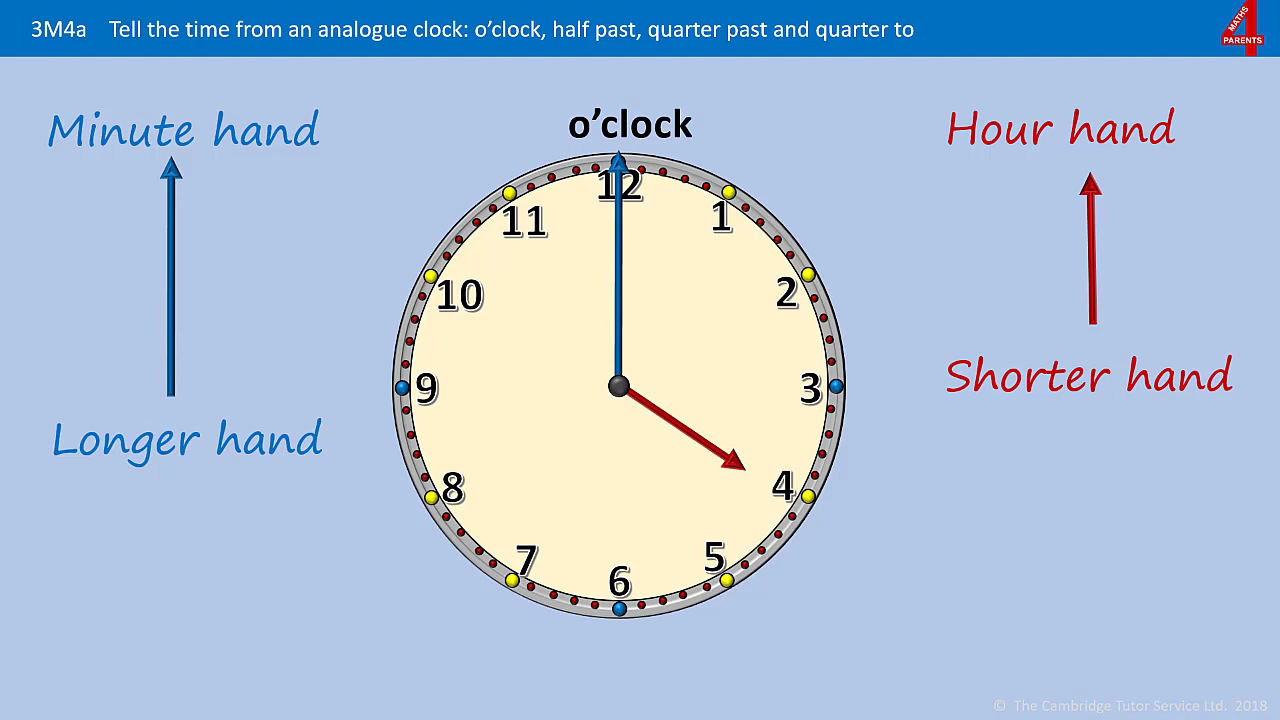 3M4a Tell the time from an analogue clock: o’clock, half past, quarter past and quarter to
MATHS
4
PARENTS
Minute hand
o’clock
Hour hand
12
11
1
10
2
9
3
Shorter hand
Longer hand
8
4
7
5
6
© The Cambridge Tutor Service Ltd. 2018